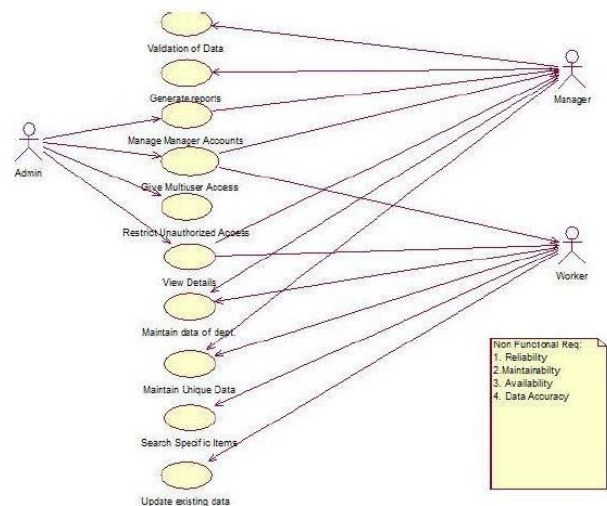 Validation of Data
Generate reports
Manager
Manage Manager Accounts
Admin
Give Multiuser Access
Restrict Unauthorized Access
View Details
Worker
Maintain data of dept.
Non Functional Req:
1. Reliability
2.Maintainabilty
3. Availability
4. Data Accuracy
Maintain Unique Data
Search Specific Items
Update existing data